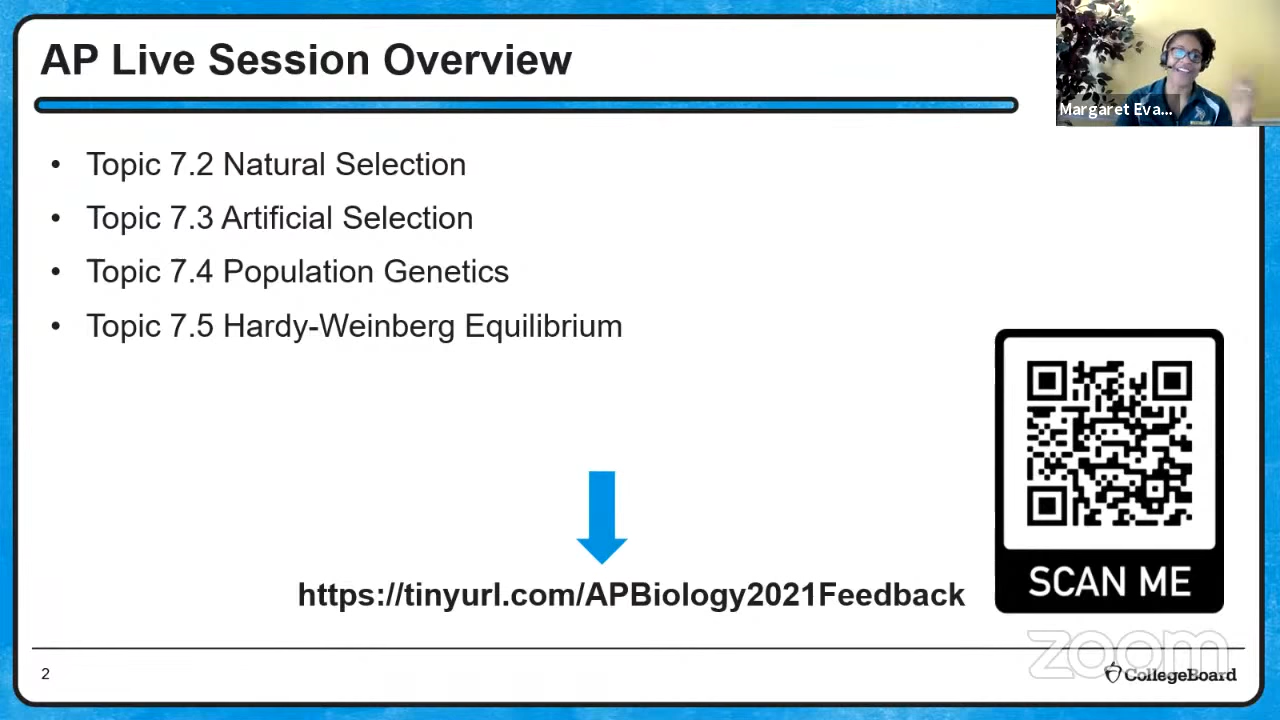 AP Live Session Overview
Margaret Eva...
• Topic 7.2 Natural Selection
• Topic 7.3 Artificial Selection
• Topic 7.4 Population Genetics
• Topic 7.5 Hardy-Weinberg Equilibrium
https://tinyurl.com/APBiology2021Feedback
SCAN ME
zoom
2
CollegeBoard